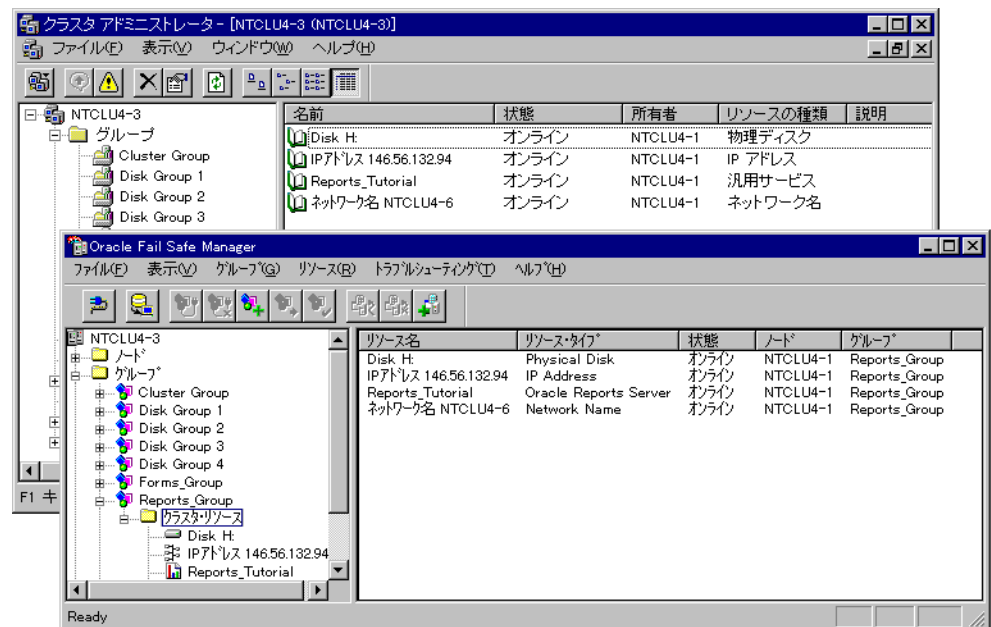 クラスタ アドミニストレータ - [NTCLU4-3 (NTCLU4-3)]
ファイル(F) 表示(V) ウィンドウ(W) ヘルプ(H)
NTCLU4-3
グループ
Cluster Group
Disk Group 1
Disk Group 2
Disk Group 3
名前 状態 所有者 リソースの種類 説明
Disk H: オンライン NTCLU4-1 物理ディスク
IPアドレス 146.56.132.94 オンライン NTCLU4-1 IP アドレス
Reports_Tutorial オンライン NTCLU4-1 汎用サービス
ネットワーク名 NTCLU4-6 オンライン NTCLU4-1 ネットワーク名
F1 キ
Oracle Fail Safe Manager
ファイル(F) 表示(V) グループ(G) リソース(R) トラブルシューティング(T) ヘルプ(H)
NTCLU4-3
ノード
グループ
Cluster Group
Disk Group 1
Disk Group 2
Disk Group 3
Disk Group 4
Forms_Group
Reports_Group
クラスタ・リソース
Disk H:
IPアドレス 146.56.132.94
Reports_Tutorial
リソース名 リソース・タイプ 状態 ノード グループ
Disk H: Physical Disk オンライン NTCLU4-1 Reports_Group
IPアドレス 146.56.132.94 IP Address オンライン NTCLU4-1 Reports_Group
Reports_Tutorial Oracle Reports Server オンライン NTCLU4-1 Reports_Group
ネットワーク名 NTCLU4-6 Network Name オンライン NTCLU4-1 Reports_Group
Ready